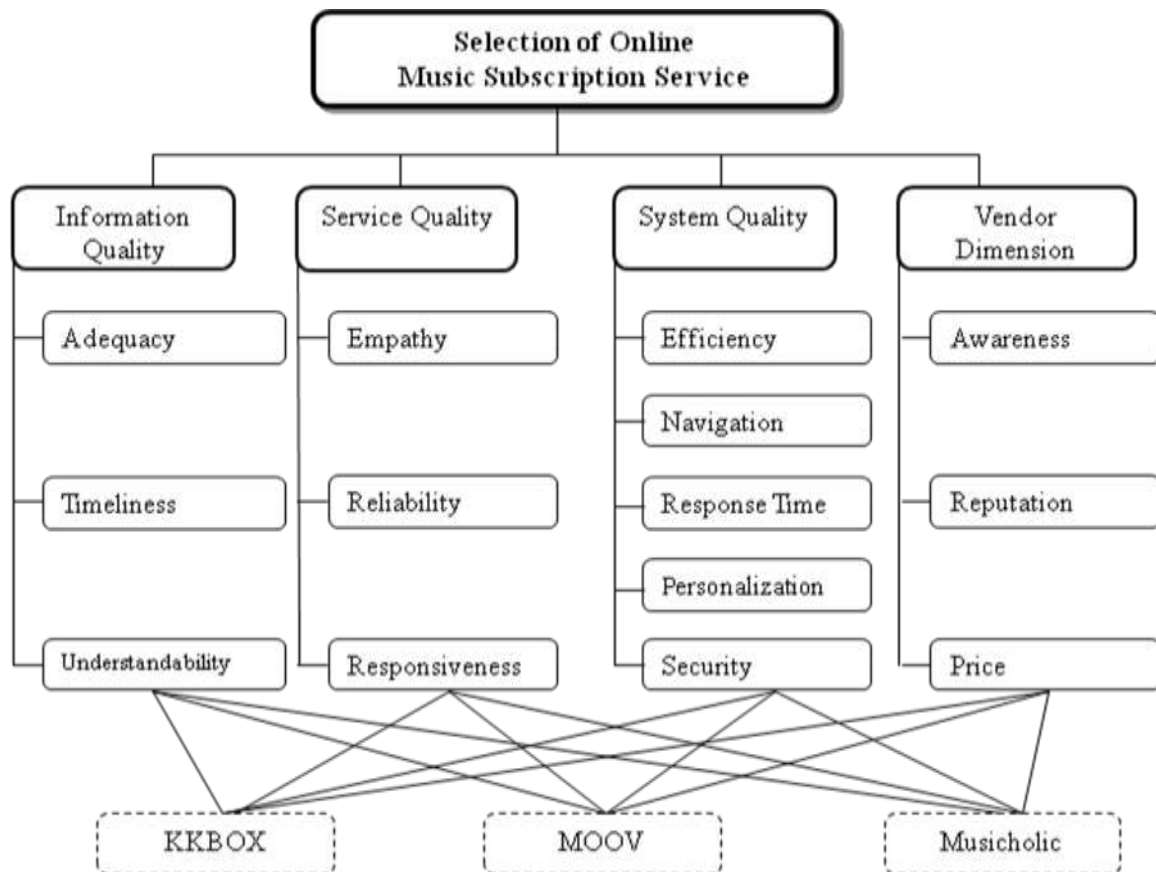 Selection of Online
Music Subscription Service
Information
Quality
Service Quality
System Quality
Vendor
Dimension
Adequacy
Empathy
Efficiency
Awareness
Navigation
Timeliness
Reliability
Response Time
Reputation
Personalization
Understandability
Responsiveness
Security
Price
KKBOX
MOOV
Musicholic